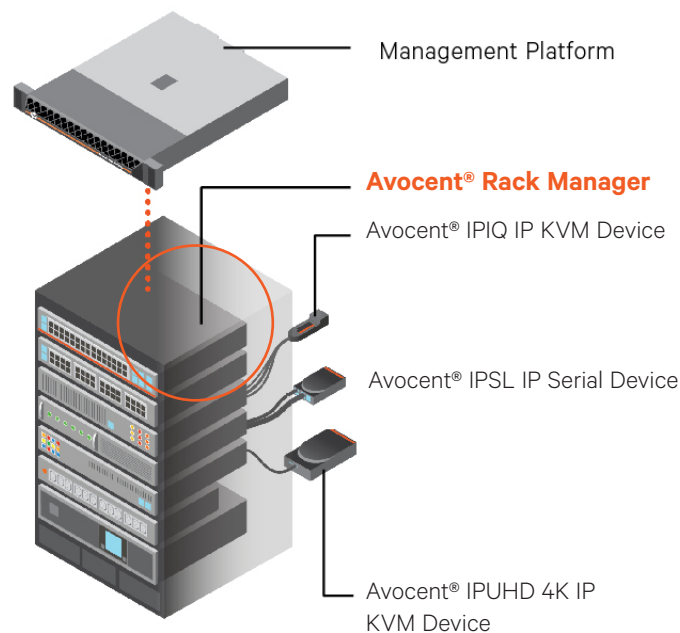 Management Platform
Avocent® Rack Manager
Avocent® IPIQ IP KVM Device
Avocent® IPSL IP Serial Device
Avocent® IPUHD 4K IP
KVM Device